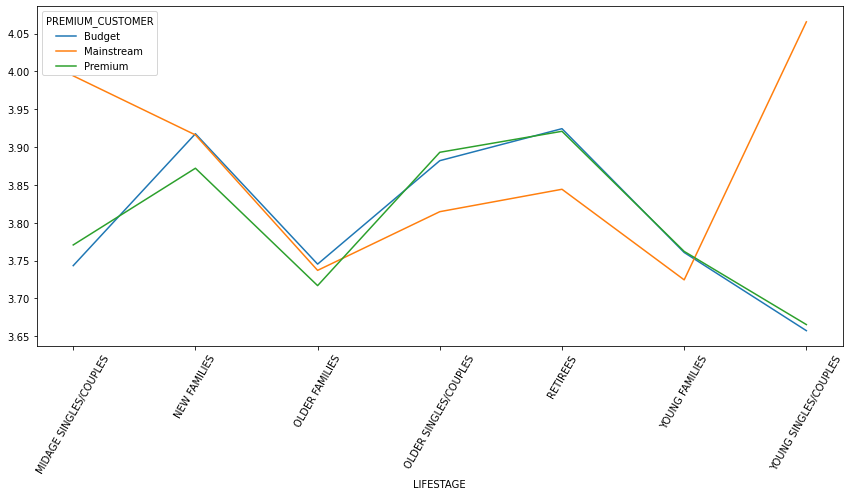 PREMIUM_CUSTOMER
Budget
Mainstream
Premium
4.05
4.00
3.95
3.90
3.85
3.80
3.75
3.70
3.65
MIDAGE SINGLES/COUPLES
NEW FAMILIES
OLDER FAMILIES
OLDER SINGLES/COUPLES
RETIREES
YOUNG FAMILIES
YOUNG SINGLES/COUPLES
LIFESTAGE